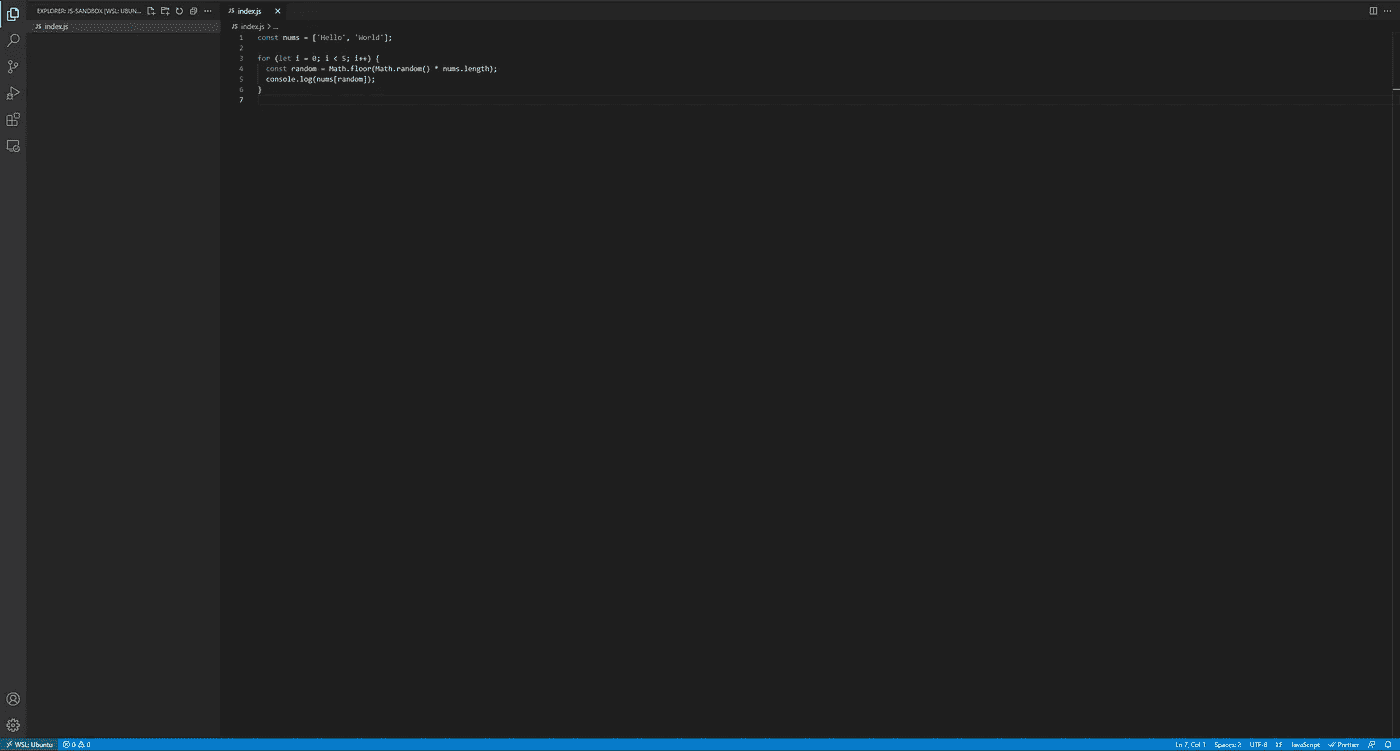 EXPLORER: JS-SANDBOX [WSL: UBUN...
JS index.js
JS index.js
JS index.js > ...
1 const nums = ['Hello', 'World'];
2
3 for (let i = 0; i < 5; i++) {
4 const random = Math.floor(Math.random() * nums.length);
5 console.log(nums[random]);
6 }
7
WSL: Ubuntu 0 0 Ln 7, Col 1 Spaces: 2 UTF-8 LF JavaScript Prettier